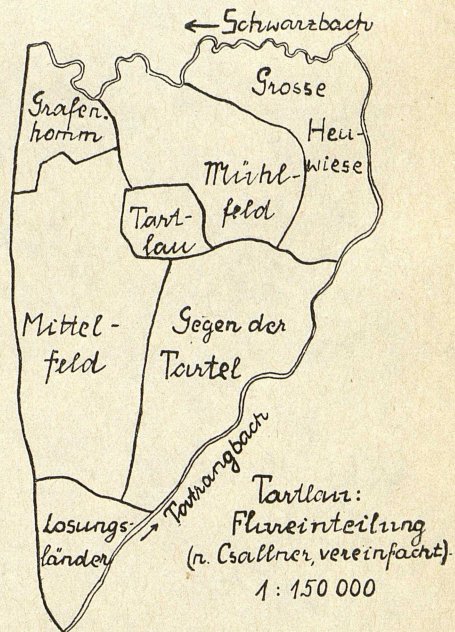 ← Schwarzbach
Grosse
Heu-
wiese
Grafen-
homm
Mühl-
feld
Tart-
lau
Mittel-
feld
Gegen der
Tartel
Tatrangbach
→
Losungs-
länder
Tartlau:
Flureinteilung
(n. Csallner, vereinfacht).
1 : 150 000